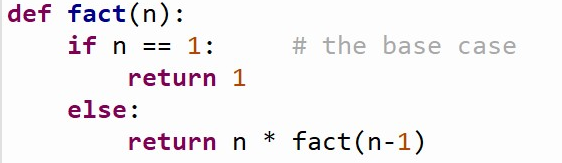 def fact(n):
    if n == 1:     # the base case
        return 1
    else:
        return n * fact(n-1)